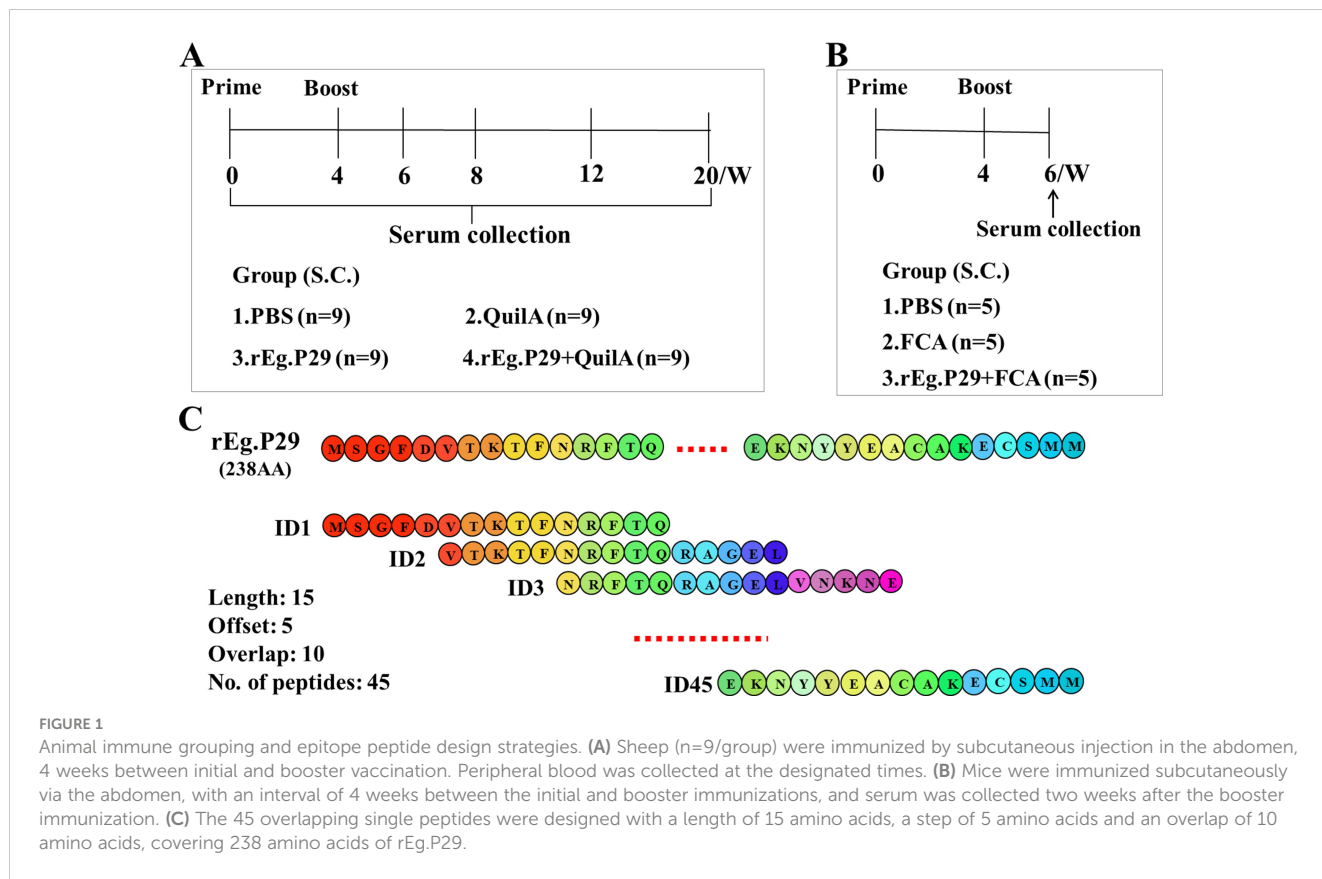 A
Prime Boost
0 4 6 8 12 20/W
Serum collection
Group (S.C.)
1.PBS (n=9) 2.QuilA (n=9)
3.rEg.P29 (n=9) 4.rEg.P29+QuilA (n=9)
B
Prime Boost
0 4 6/W
Serum collection
Group (S.C.)
1.PBS (n=5)
2.FCA (n=5)
3.rEg.P29+FCA (n=5)
C
rEg.P29 M S G F D V T K T F N R F T Q E K N Y Y E A C A K E C S M M
(238AA)
ID1 M S G F D V T K T F N R F T Q
ID2 V T K T F N R F T Q R A G E L
ID3 N R F T Q R A G E L V N K N E
Length: 15
Offset: 5
Overlap: 10
No. of peptides: 45
ID45 E K N Y Y E A C A K E C S M M
FIGURE 1
Animal immune grouping and epitope peptide design strategies. (A) Sheep (n=9/group) were immunized by subcutaneous injection in the abdomen,
4 weeks between initial and booster vaccination. Peripheral blood was collected at the designated times. (B) Mice were immunized subcutaneously
via the abdomen, with an interval of 4 weeks between the initial and booster immunizations, and serum was collected two weeks after the booster
immunization. (C) The 45 overlapping single peptides were designed with a length of 15 amino acids, a step of 5 amino acids and an overlap of 10
amino acids, covering 238 amino acids of rEg.P29.